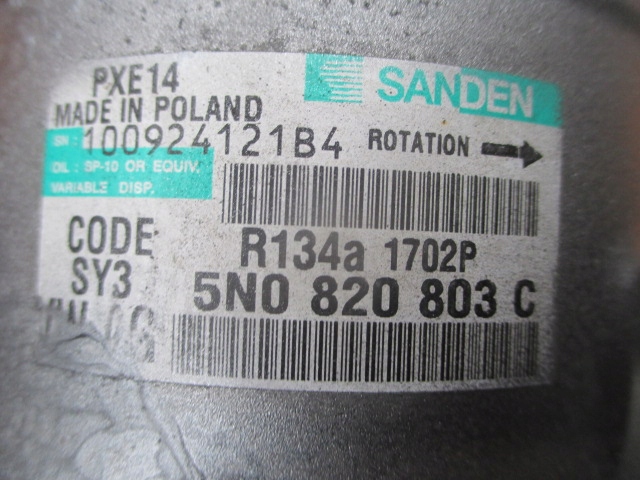 PXE14
SANDEN
MADE IN POLAND
SN: 100924121B4 ROTATION
OIL : SP-10 OR EQUIV.
VARIABLE DISP.
CODE
R134a 1702P
SY3
5N0 820 803 C
AG